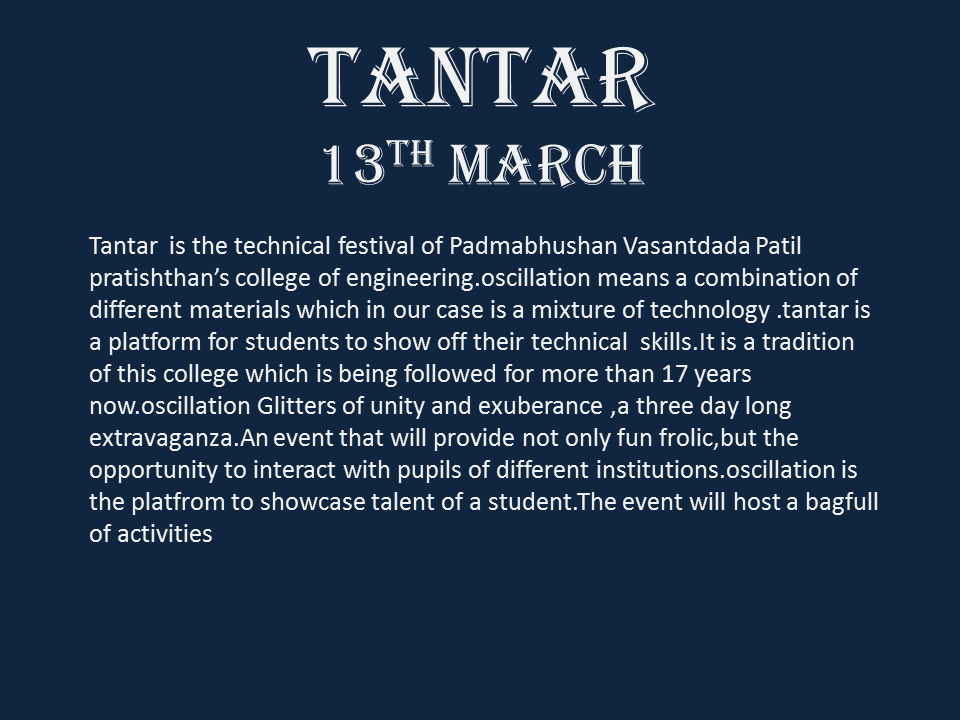 TANTAR
13TH MARCH
Tantar is the technical festival of Padmabhushan Vasantdada Patil
pratishthan’s college of engineering.oscillation means a combination of
different materials which in our case is a mixture of technology .tantar is
a platform for students to show off their technical skills.It is a tradition
of this college which is being followed for more than 17 years
now.oscillation Glitters of unity and exuberance ,a three day long
extravaganza.An event that will provide not only fun frolic,but the
opportunity to interact with pupils of different institutions.oscillation is
the platfrom to showcase talent of a student.The event will host a bagfull
of activities